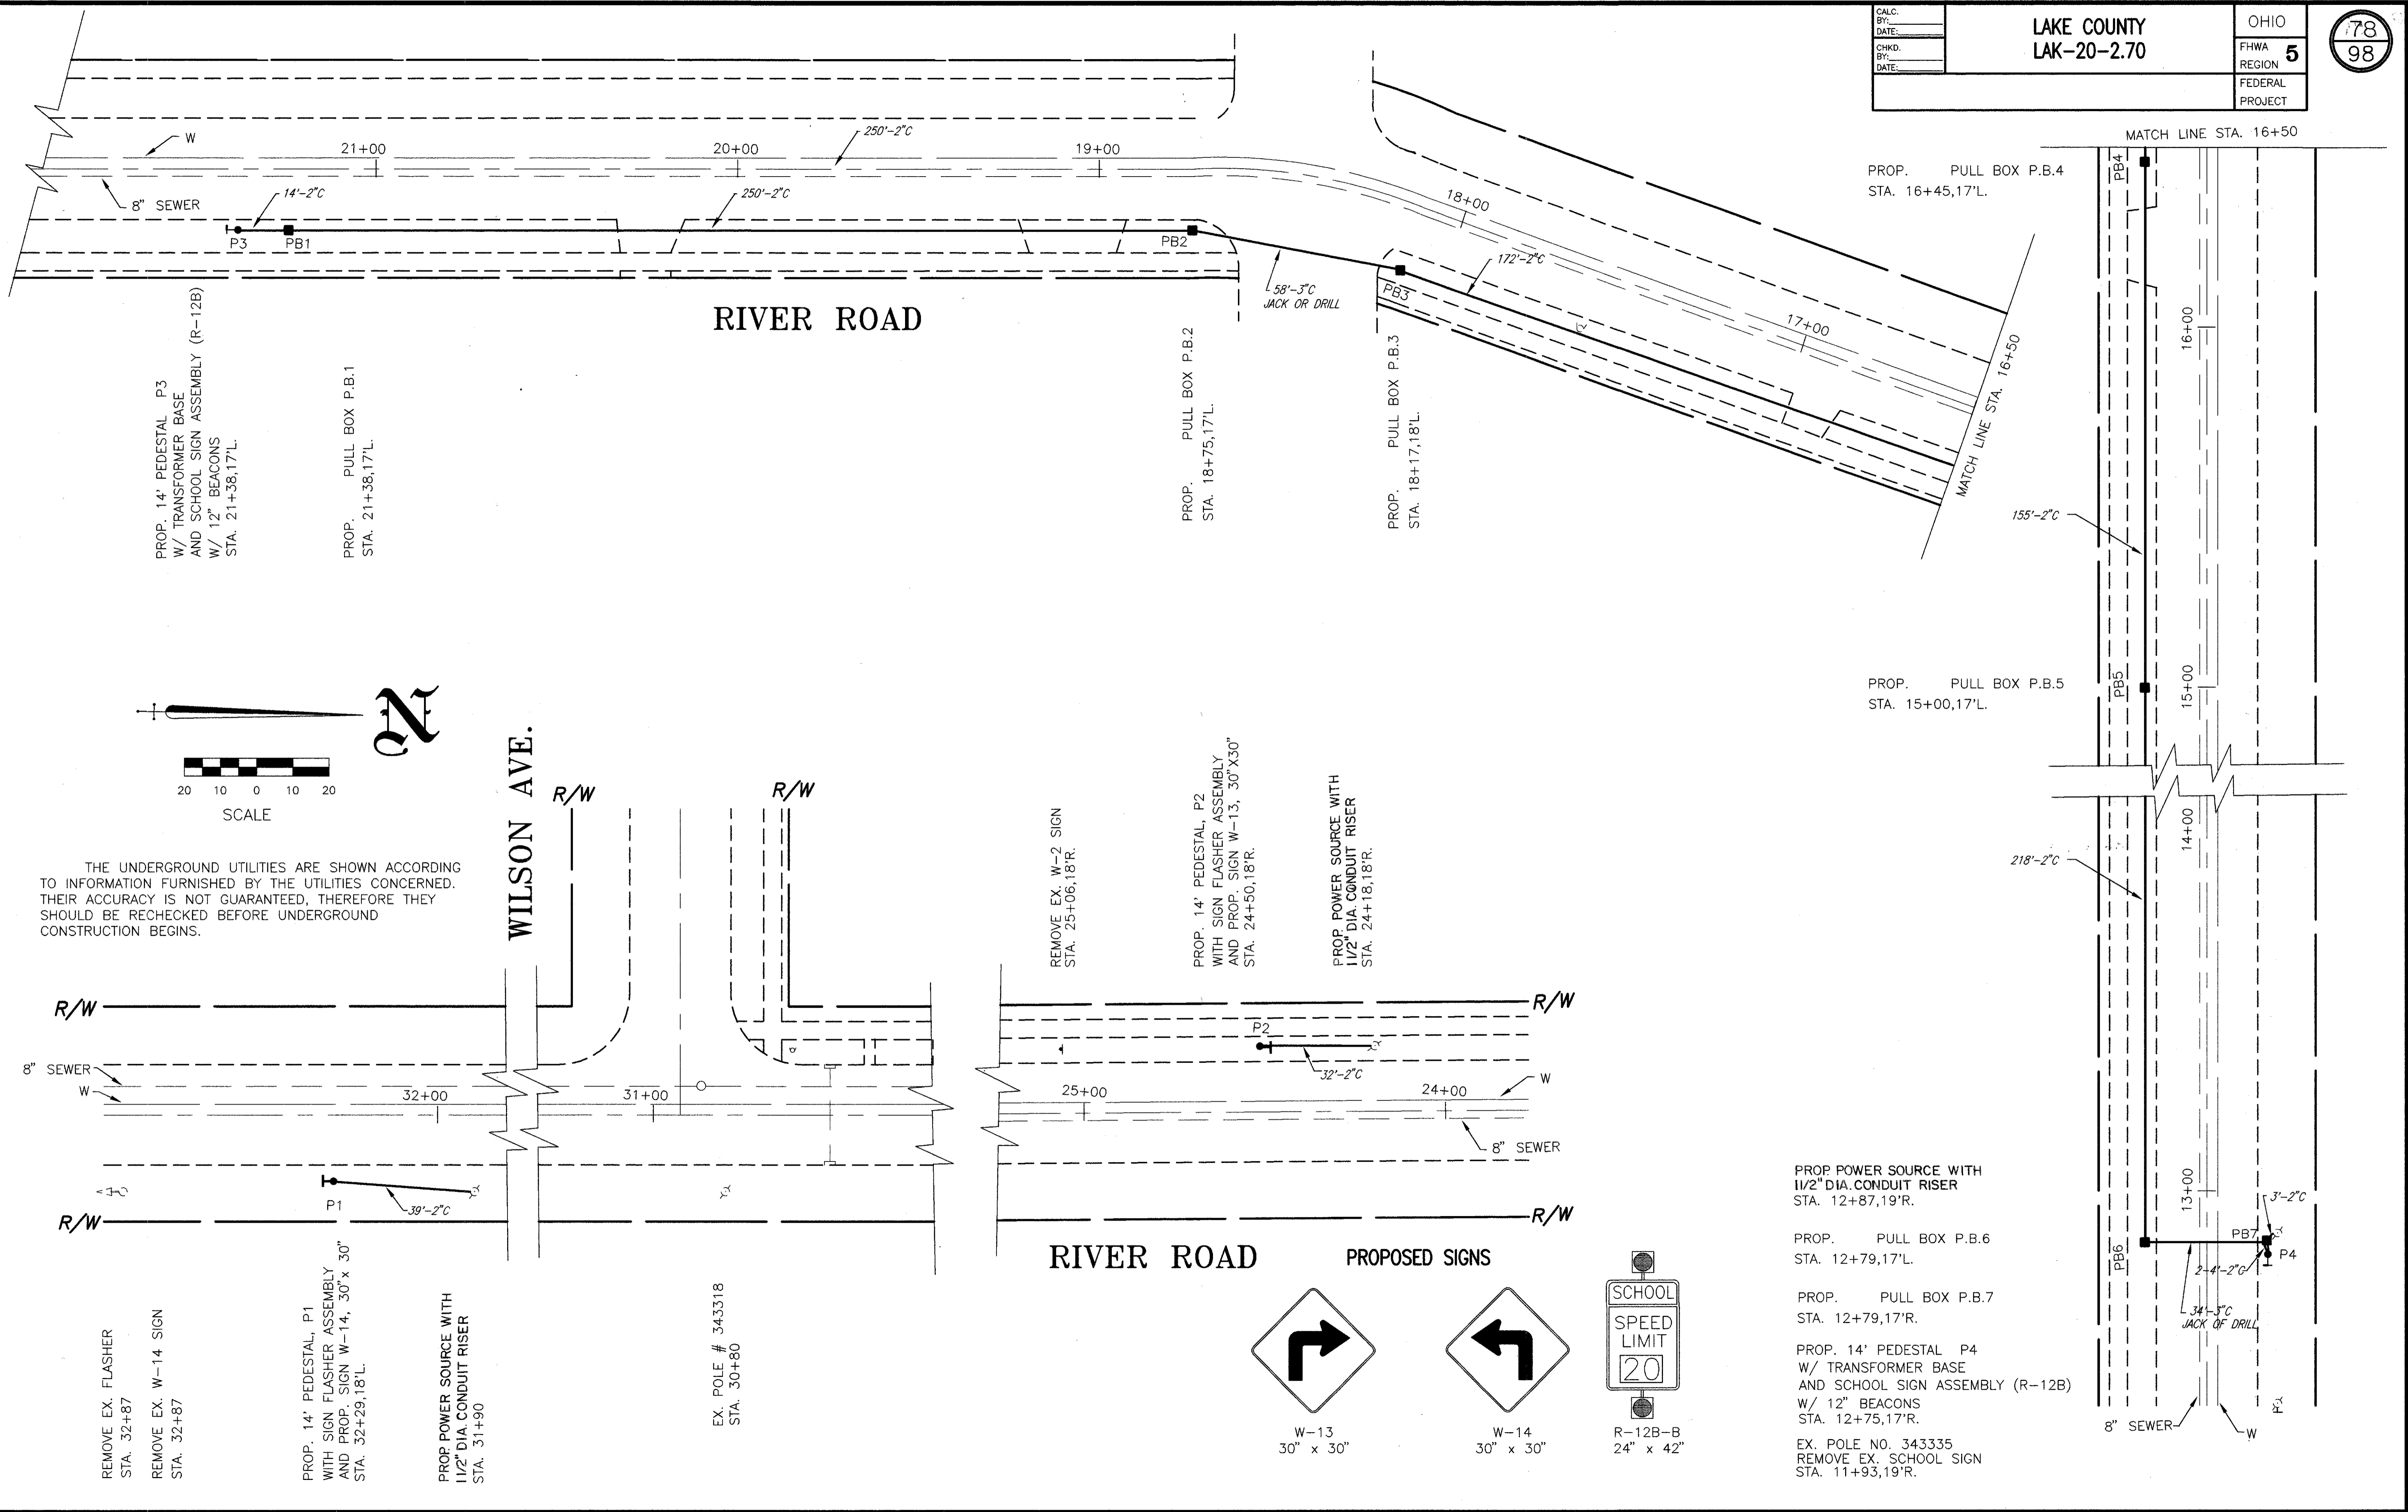 CALC.
BY:
DATE:
CHKD.
BY:
DATE:
LAKE COUNTY
LAK-20-2.70
OHIO
FHWA
REGION 5
FEDERAL
PROJECT
78
98
W
21+00
20+00
250'-2"C
19+00
14'-2"C
250'-2"C
8" SEWER
P3
PB1
PB2
18+00
172'-2"C
58'-3"C
JACK OR DRILL
PB3
17+00
MATCH LINE STA. 16+50
RIVER ROAD
PROP. 14' PEDESTAL P3
W/ TRANSFORMER BASE
AND SCHOOL SIGN ASSEMBLY (R-12B)
W/ 12" BEACONS
STA. 21+38,17'L.
PROP. PULL BOX P.B.1
STA. 21+38,17'L.
PROP. PULL BOX P.B.2
STA. 18+75,17'L.
PROP. PULL BOX P.B.3
STA. 18+17,18'L.
MATCH LINE STA. 16+50
PROP. PULL BOX P.B.4
STA. 16+45,17'L.
PB4
16+00
155'-2"C
PROP. PULL BOX P.B.5
STA. 15+00,17'L.
PB5
15+00
14+00
218'-2"C
13+00
3'-2"C
PB7
P4
PB6
2-4'-2"C
34'-3"C
JACK OF DRILL
8" SEWER
W
PROP. POWER SOURCE WITH
11/2" DIA. CONDUIT RISER
STA. 12+87,19'R.
PROP. PULL BOX P.B.6
STA. 12+79,17'L.
PROP. PULL BOX P.B.7
STA. 12+79,17'R.
PROP. 14' PEDESTAL P4
W/ TRANSFORMER BASE
AND SCHOOL SIGN ASSEMBLY (R-12B)
W/ 12" BEACONS
STA. 12+75,17'R.
EX. POLE NO. 343335
REMOVE EX. SCHOOL SIGN
STA. 11+93,19'R.
N
20 10 0 10 20
SCALE
THE UNDERGROUND UTILITIES ARE SHOWN ACCORDING
TO INFORMATION FURNISHED BY THE UTILITIES CONCERNED.
THEIR ACCURACY IS NOT GUARANTEED, THEREFORE THEY
SHOULD BE RECHECKED BEFORE UNDERGROUND
CONSTRUCTION BEGINS.
WILSON AVE.
R/W
R/W
REMOVE EX. W-2 SIGN
STA. 25+06,18'R.
PROP. 14' PEDESTAL, P2
WITH SIGN FLASHER ASSEMBLY
AND PROP. SIGN W-13, 30"X30"
STA. 24+50,18'R.
PROP. POWER SOURCE WITH
11/2" DIA. CONDUIT RISER
STA. 24+18,18'R.
R/W
R/W
P2
8" SEWER
32'-2"C
W
W
32+00
31+00
25+00
24+00
8" SEWER
P1
39'-2"C
R/W
R/W
RIVER ROAD
REMOVE EX. FLASHER
STA. 32+87
REMOVE EX. W-14 SIGN
STA. 32+87
PROP. 14' PEDESTAL, P1
WITH SIGN FLASHER ASSEMBLY
AND PROP. SIGN W-14, 30"x 30"
STA. 32+29,18'L.
PROP. POWER SOURCE WITH
11/2" DIA. CONDUIT RISER
STA. 31+90
EX. POLE # 343318
STA. 30+80
PROPOSED SIGNS
SCHOOL
SPEED
LIMIT
20
W-13
30" x 30"
W-14
30" x 30"
R-12B-B
24" x 42"